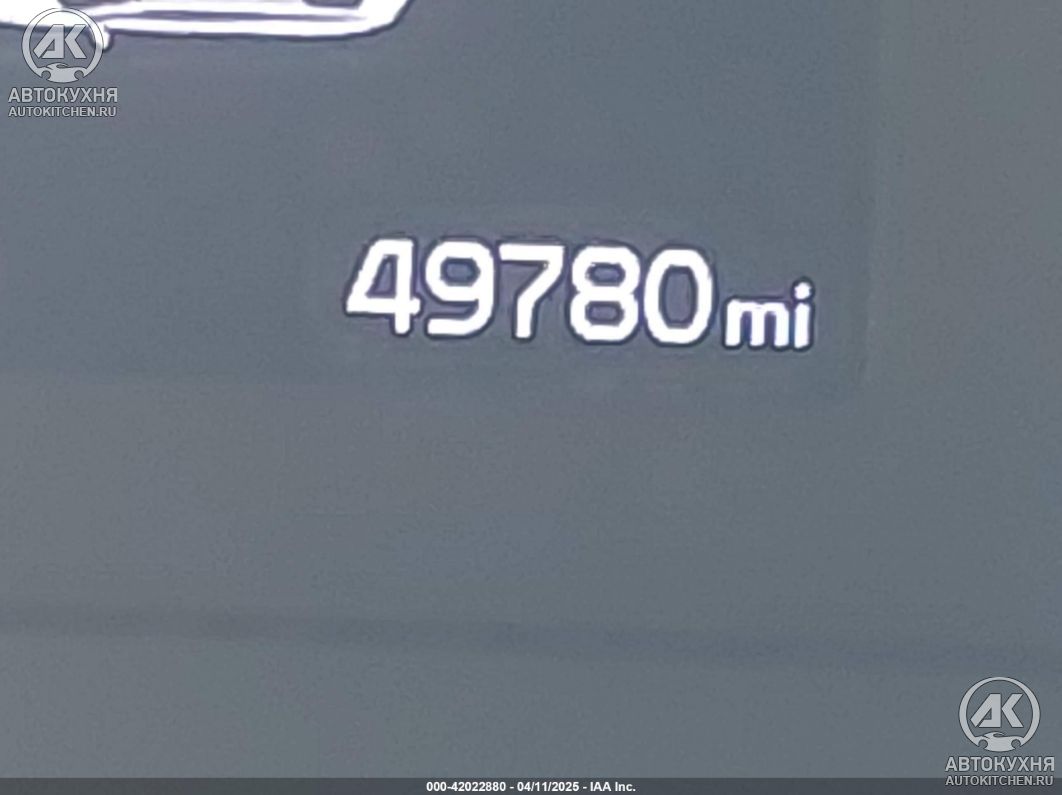 АК
АВТОКУХНЯ
AUTOKITCHEN.RU
49780 mi
АК
АВТОКУХНЯ
AUTOKITCHEN.RU
000-42022880 - 04/11/2025 - IAA Inc.